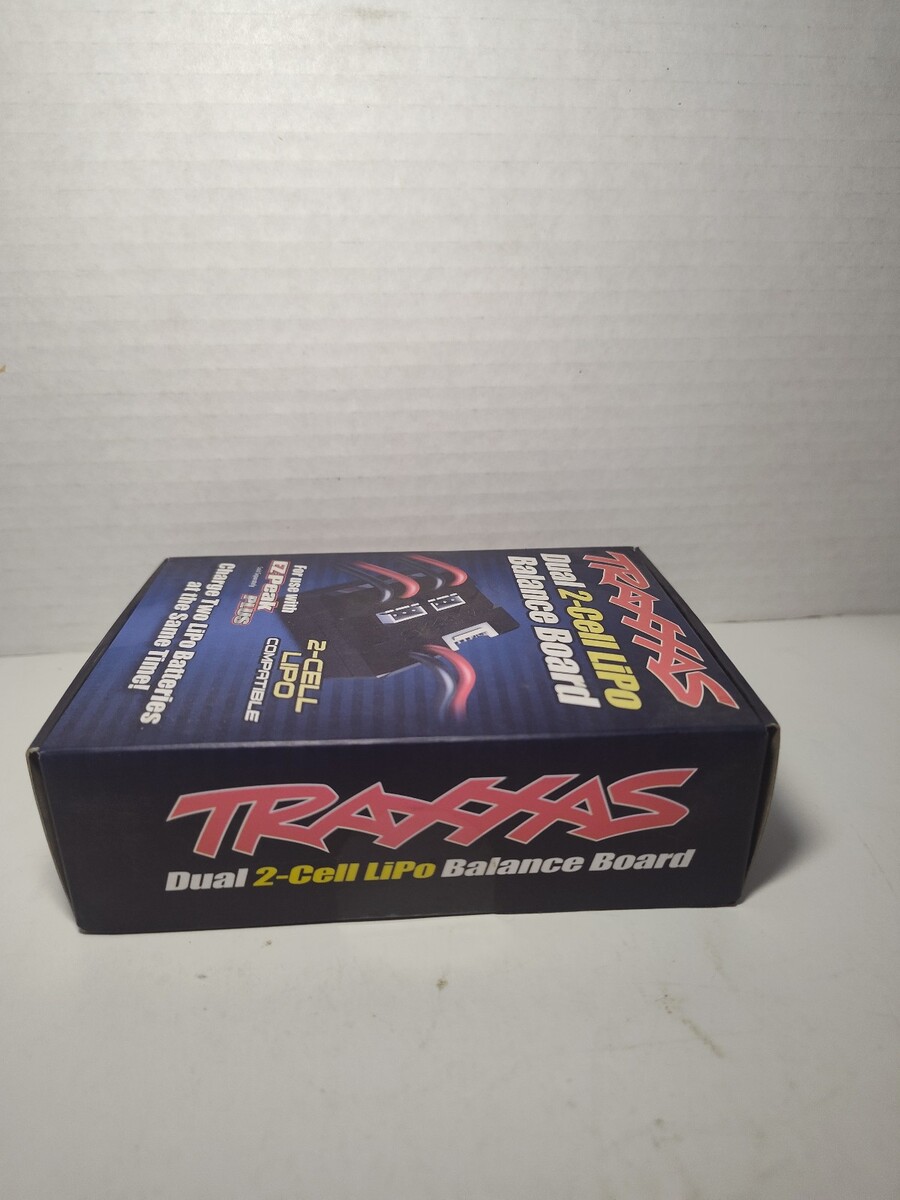 TRAXXAS
Dual 2-Cell LiPo
Balance Board
For use with
EZ-Peak
PLUS
2-CELL
LIPO
COMPATIBLE
Charge Two LiPo Batteries
at the Same Time!
TRAXXAS
Dual 2-Cell LiPo Balance Board